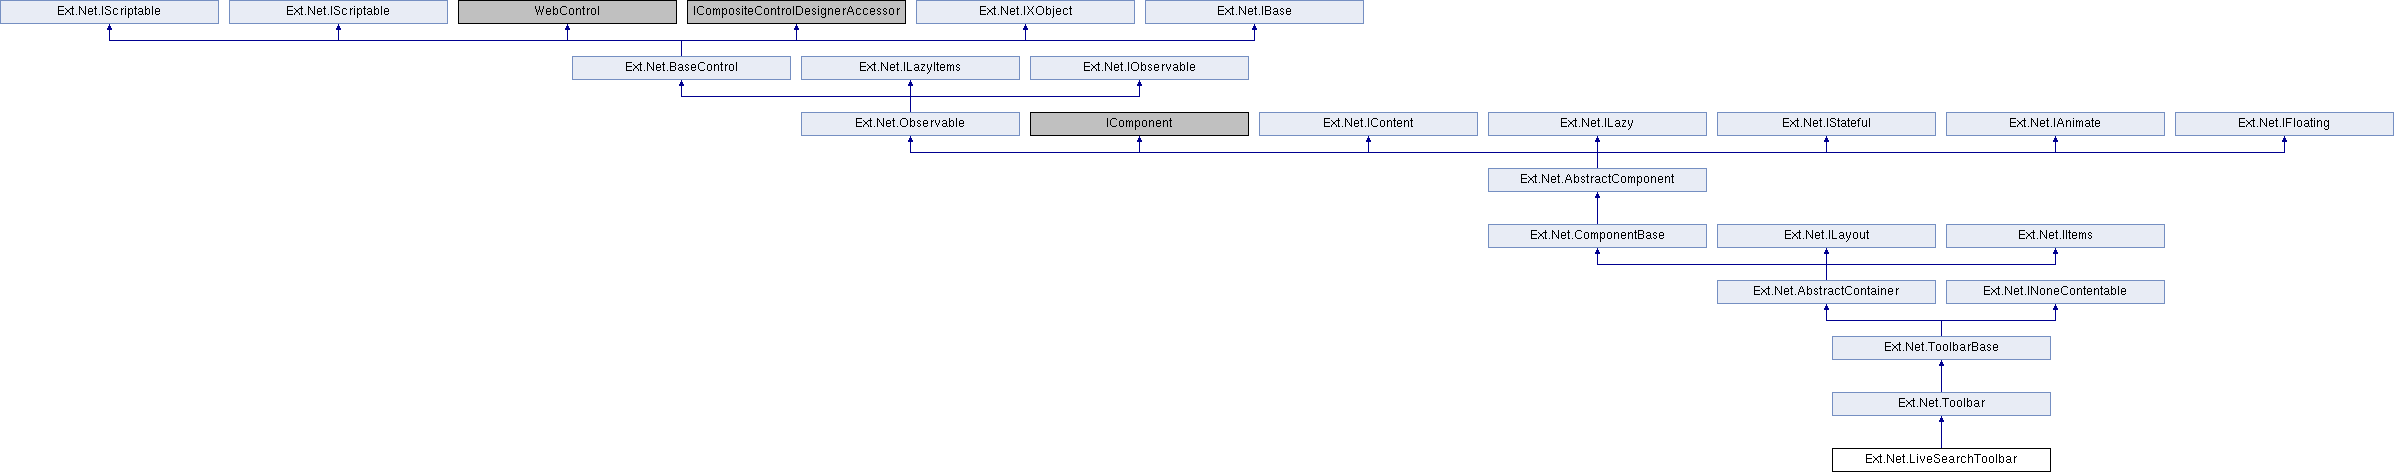 Ext.Net.IScriptable
Ext.Net.IScriptable
WebControl
ICompositeControlDesignerAccessor
Ext.Net.IXObject
Ext.Net.IBase
Ext.Net.BaseControl
Ext.Net.ILazyItems
Ext.Net.IObservable
Ext.Net.Observable
IComponent
Ext.Net.IContent
Ext.Net.ILazy
Ext.Net.IStateful
Ext.Net.IAnimate
Ext.Net.IFloating
Ext.Net.AbstractComponent
Ext.Net.ComponentBase
Ext.Net.ILayout
Ext.Net.IItems
Ext.Net.AbstractContainer
Ext.Net.INoneContentable
Ext.Net.ToolbarBase
Ext.Net.Toolbar
Ext.Net.LiveSearchToolbar